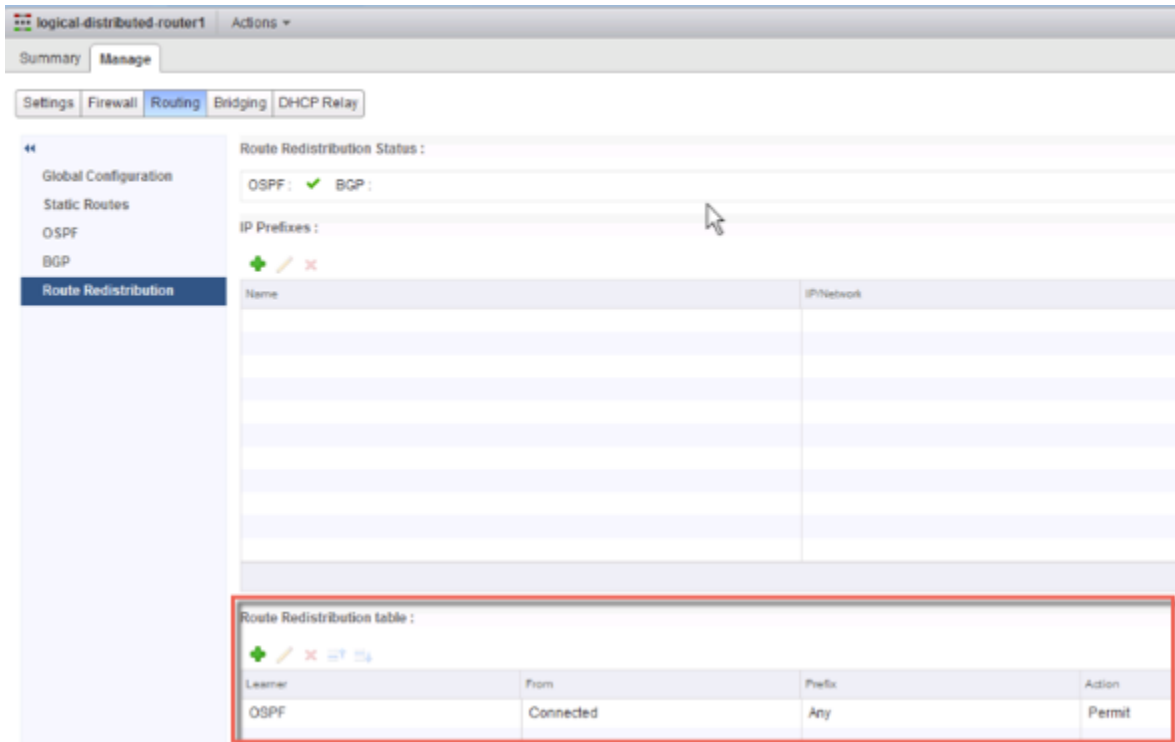 logical-distributed-router1 Actions
Summary Manage
Settings Firewall Routing Bridging DHCP Relay
Global Configuration
Static Routes
OSPF
BGP
Route Redistribution
Route Redistribution Status :
OSPF : BGP :
IP Prefixes :
Name IP/Network
Route Redistribution table :
Learner From Prefix Action
OSPF Connected Any Permit